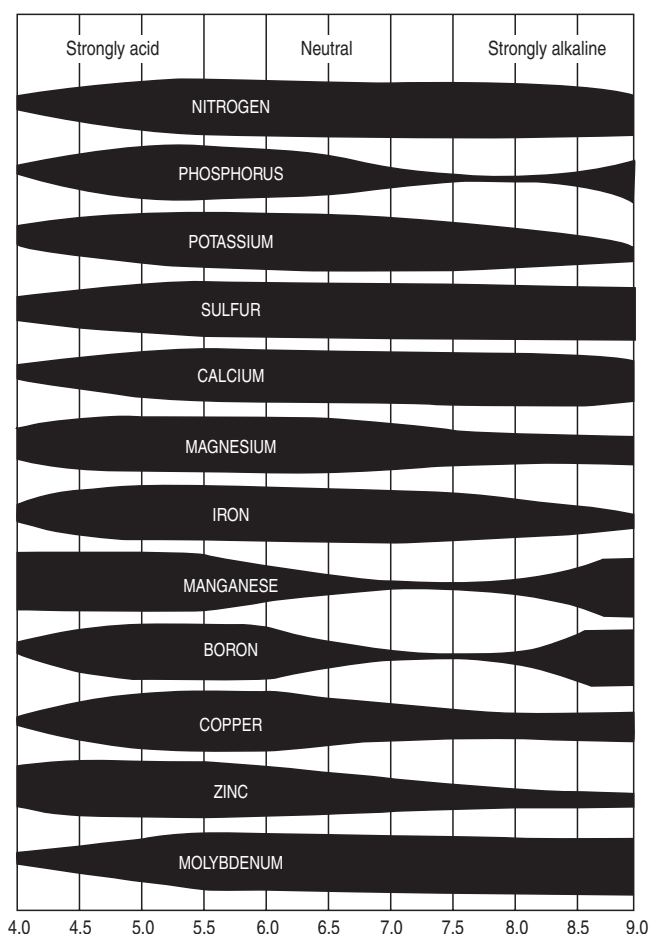 Strongly acid Neutral Strongly alkaline
NITROGEN
PHOSPHORUS
POTASSIUM
SULFUR
CALCIUM
MAGNESIUM
IRON
MANGANESE
BORON
COPPER
ZINC
MOLYBDENUM
4.0 4.5 5.0 5.5 6.0 6.5 7.0 7.5 8.0 8.5 9.0